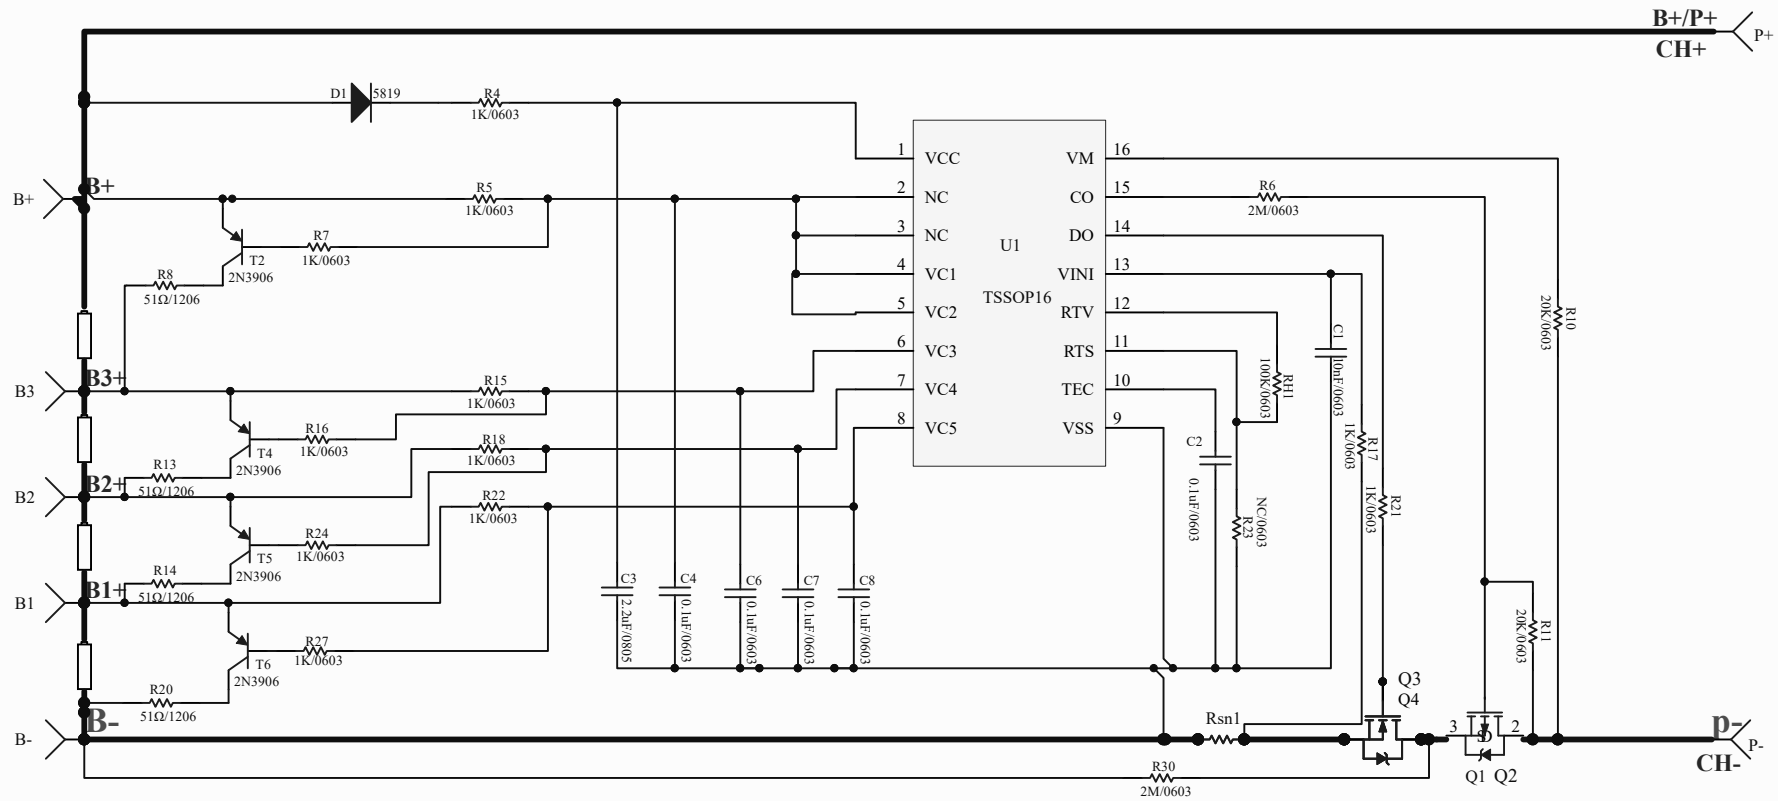 B+/P+
P+
CH+
D1
5819
R4
1K/0603
1
VCC
VM
16
B+
B+
R5
1K/0603
2
NC
CO
15
R6
2M/0603
R7
1K/0603
T2
2N3906
3
NC
DO
14
U1
R8
51Ω/1206
4
VC1
VINI
13
TSSOP16
5
VC2
RTV
12
R10
20K/0603
6
VC3
RTS
11
C1
10nF/0603
RH1
100K/0603
B3
B3+
R15
1K/0603
7
VC4
TEC
10
R16
1K/0603
T4
2N3906
8
VC5
VSS
9
R18
1K/0603
C2
0.1uF/0603
R17
1K/0603
R13
51Ω/1206
B2
B2+
R22
1K/0603
R21
1K/0603
NC/0603
R23
R24
1K/0603
T5
2N3906
R14
51Ω/1206
B1
B1+
C3
2.2uF/0805
C4
0.1uF/0603
C6
0.1uF/0603
C7
0.1uF/0603
C8
0.1uF/0603
R11
20K/0603
R27
1K/0603
T6
2N3906
R20
51Ω/1206
Q3
Q4
B-
B-
Rsn1
3
2
p-
P-
CH-
Q1 Q2
R30
2M/0603